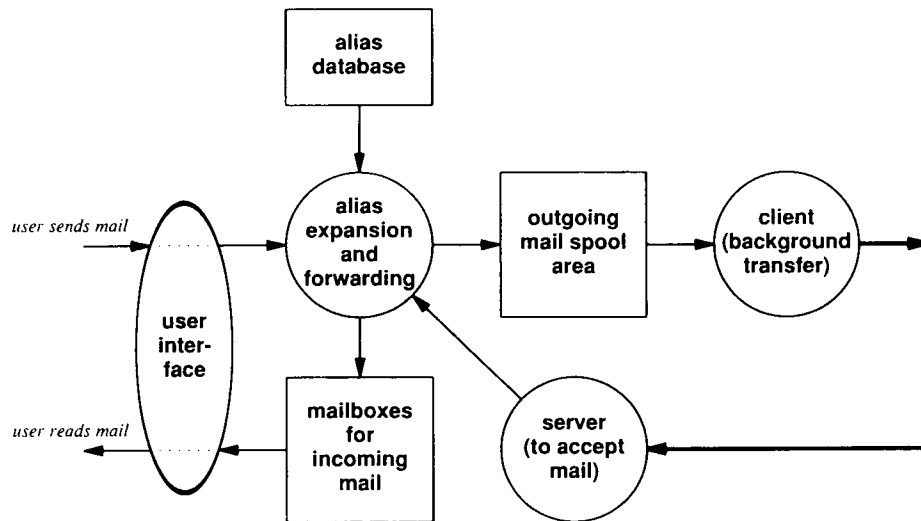 alias
database
user sends mail
alias
expansion
and
forwarding
outgoing
mail spool
area
client
(background
transfer)
user
inter-
face
user reads mail
mailboxes
for
incoming
mail
server
(to accept
mail)